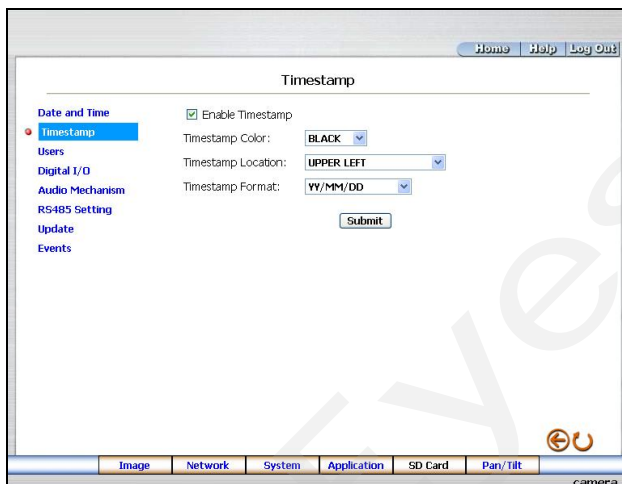 Home Help Log Out
Timestamp
Date and Time
Timestamp
Users
Digital I/O
Audio Mechanism
RS485 Setting
Update
Events
Enable Timestamp
Timestamp Color: BLACK
Timestamp Location: UPPER LEFT
Timestamp Format: YY/MM/DD
Submit
Image Network System Application SD Card Pan/Tilt
camera